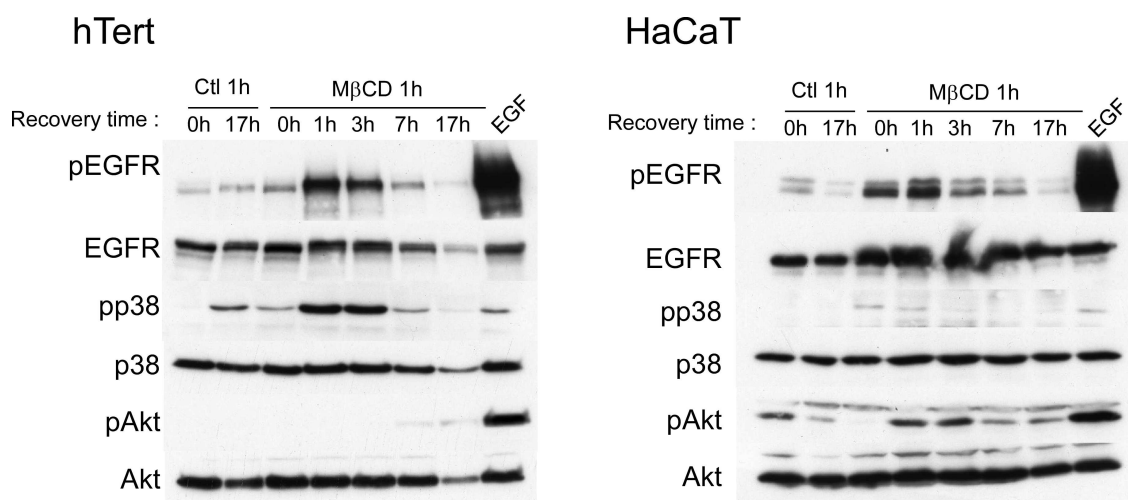 hTert
Ctl 1h MβCD 1h
Recovery time : 0h 17h 0h 1h 3h 7h 17h EGF
pEGFR
EGFR
pp38
p38
pAkt
Akt
HaCaT
Ctl 1h MβCD 1h
Recovery time : 0h 17h 0h 1h 3h 7h 17h EGF
pEGFR
EGFR
pp38
p38
pAkt
Akt